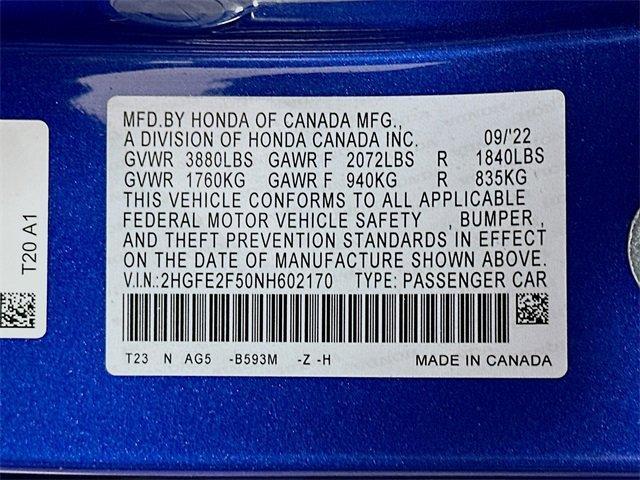 MFD.BY HONDA OF CANADA MFG.,
A DIVISION OF HONDA CANADA INC. 09/'22
GVWR 3880LBS GAWR F 2072LBS R 1840LBS
GVWR 1760KG GAWR F 940KG R 835KG
THIS VEHICLE CONFORMS TO ALL APPLICABLE
FEDERAL MOTOR VEHICLE SAFETY , BUMPER ,
AND THEFT PREVENTION STANDARDS IN EFFECT
ON THE DATE OF MANUFACTURE SHOWN ABOVE.
V.I.N.: 2HGFE2F50NH602170 TYPE: PASSENGER CAR
T23 N AG5 -B593M -Z -H MADE IN CANADA
T20 A1